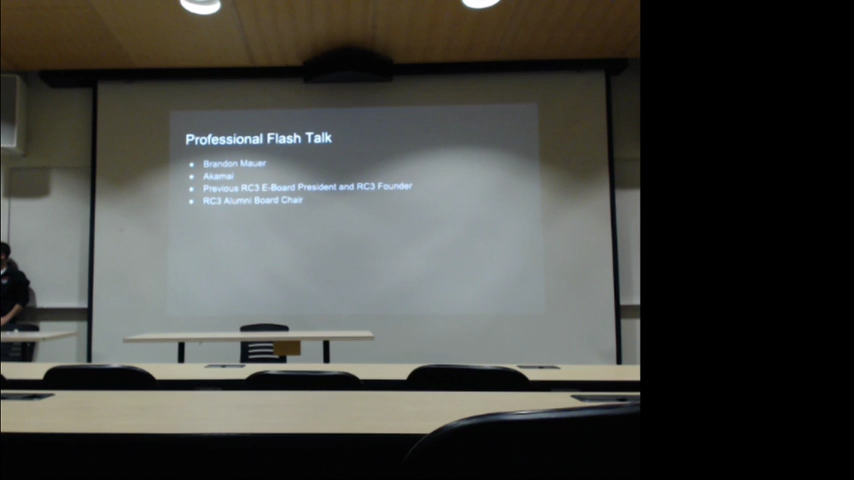 Professional Flash Talk
● Brandon Mauer
● Akamai
● Previous RC3 E-Board President and RC3 Founder
● RC3 Alumni Board Chair